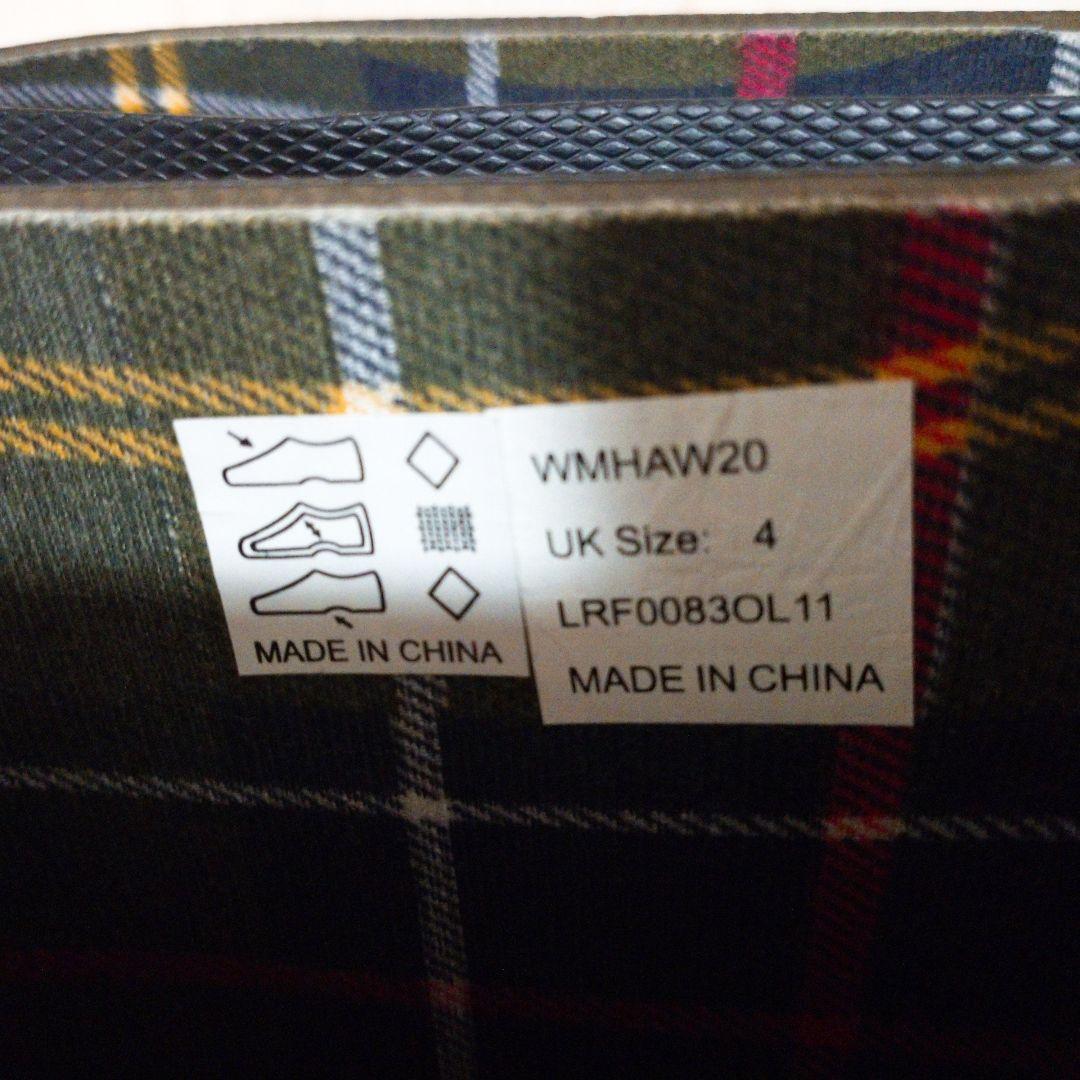 MADE IN CHINA
WMHAW20
UK Size: 4
LRF0083OL11
MADE IN CHINA